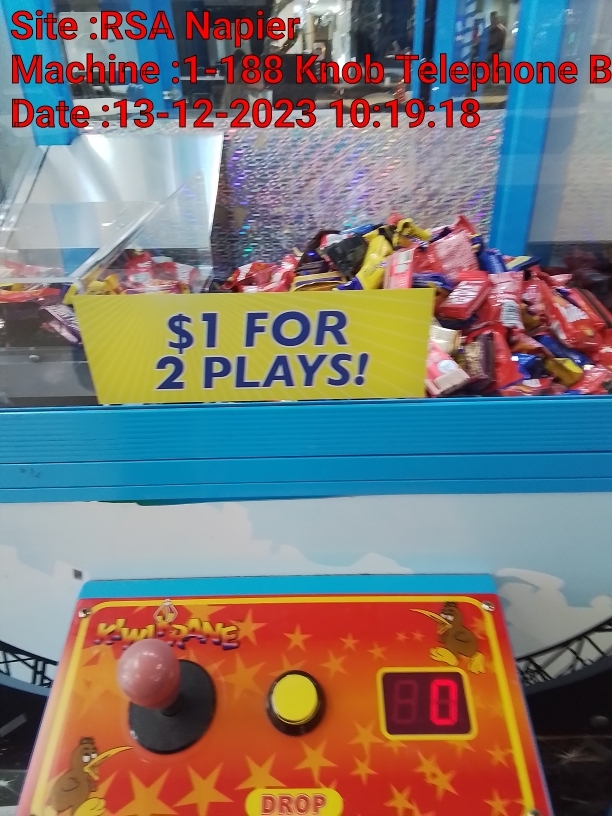 Site :RSA Napier
Machine :1-188 Knob Telephone B
Date :13-12-2023 10:19:18
$1 FOR
2 PLAYS!
KIWI CRANE
0
DROP